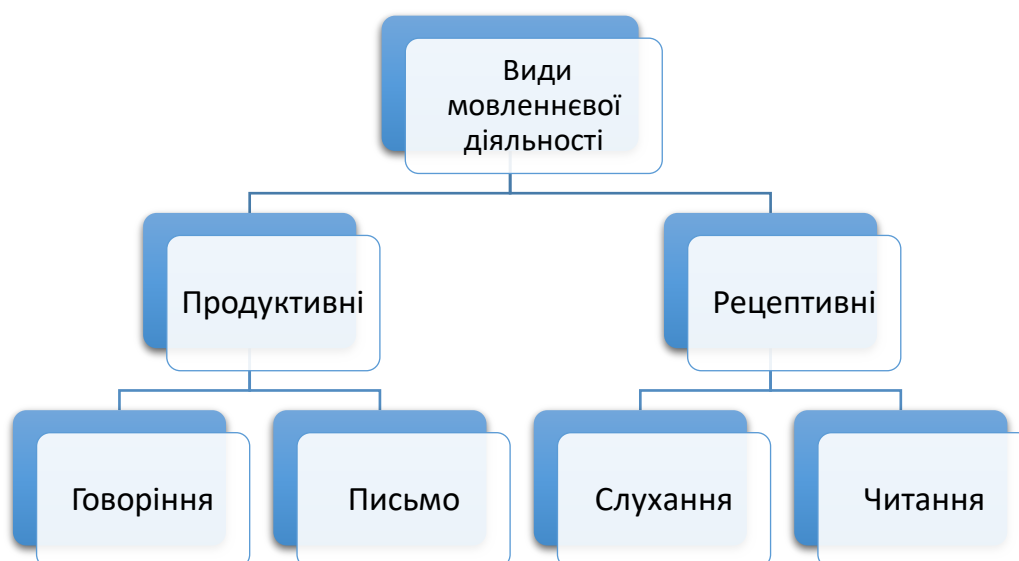 Види
мовленнєвої
діяльності
Продуктивні
Рецептивні
Говоріння
Письмо
Слухання
Читання